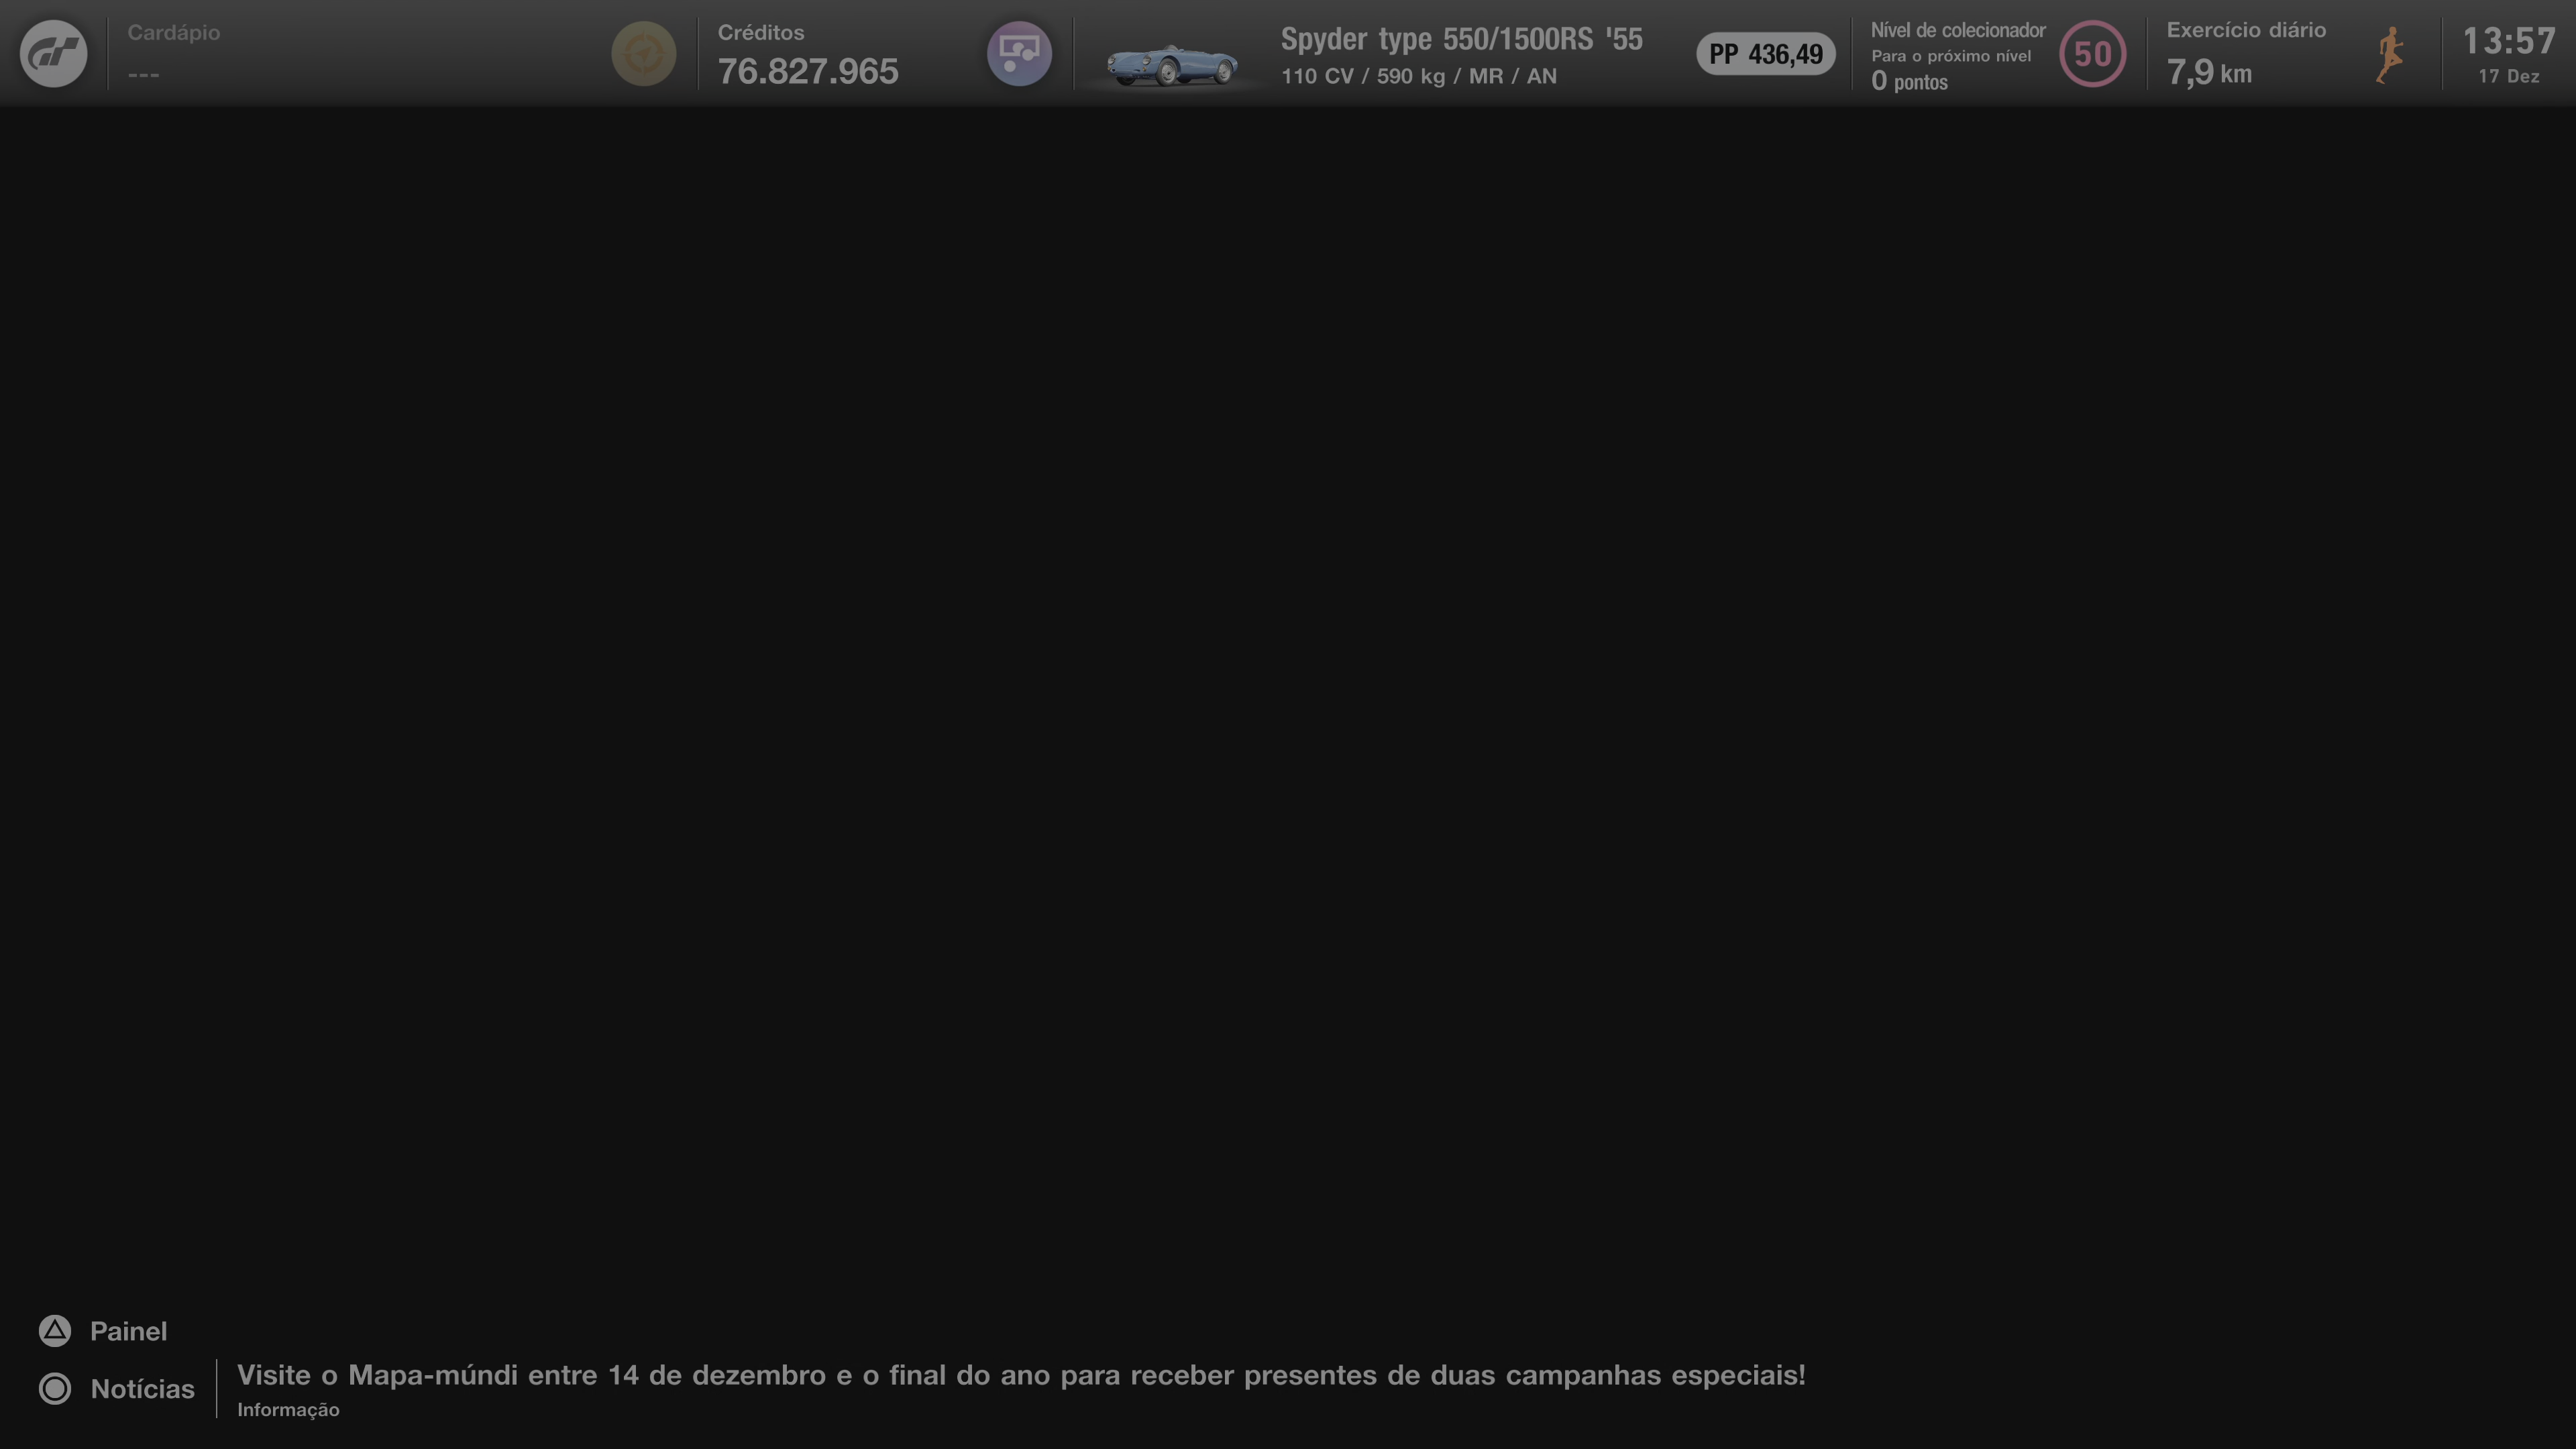 Cardápio
---
Créditos
76.827.965
Spyder type 550/1500RS '55
110 CV / 590 kg / MR / AN
PP 436,49
Nível de colecionador
Para o próximo nível
0 pontos
50
Exercício diário
7,9 km
13:57
17 Dez
Painel
Notícias
Visite o Mapa-múndi entre 14 de dezembro e o final do ano para receber presentes de duas campanhas especiais!
Informação